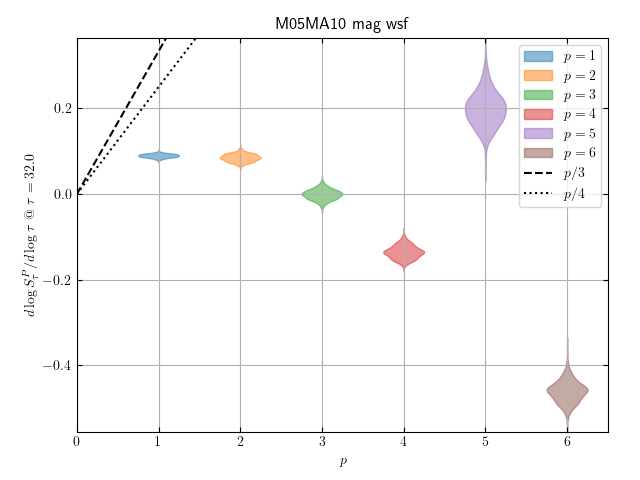 M05MA10 mag wsf
d log S_τ^P / d log τ @ τ = 32.0
0.2
0.0
−0.2
−0.4
0 1 2 3 4 5 6
p
p = 1
p = 2
p = 3
p = 4
p = 5
p = 6
p/3
p/4